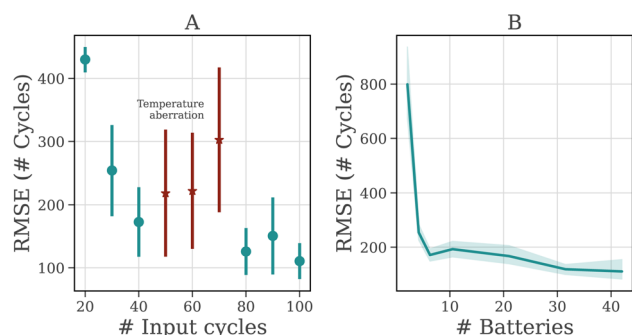 A
RMSE (# Cycles)
400
300
200
100
Temperature
aberration
20
40
60
80
100
# Input cycles
B
RMSE (# Cycles)
800
600
400
200
0
10
20
30
40
# Batteries